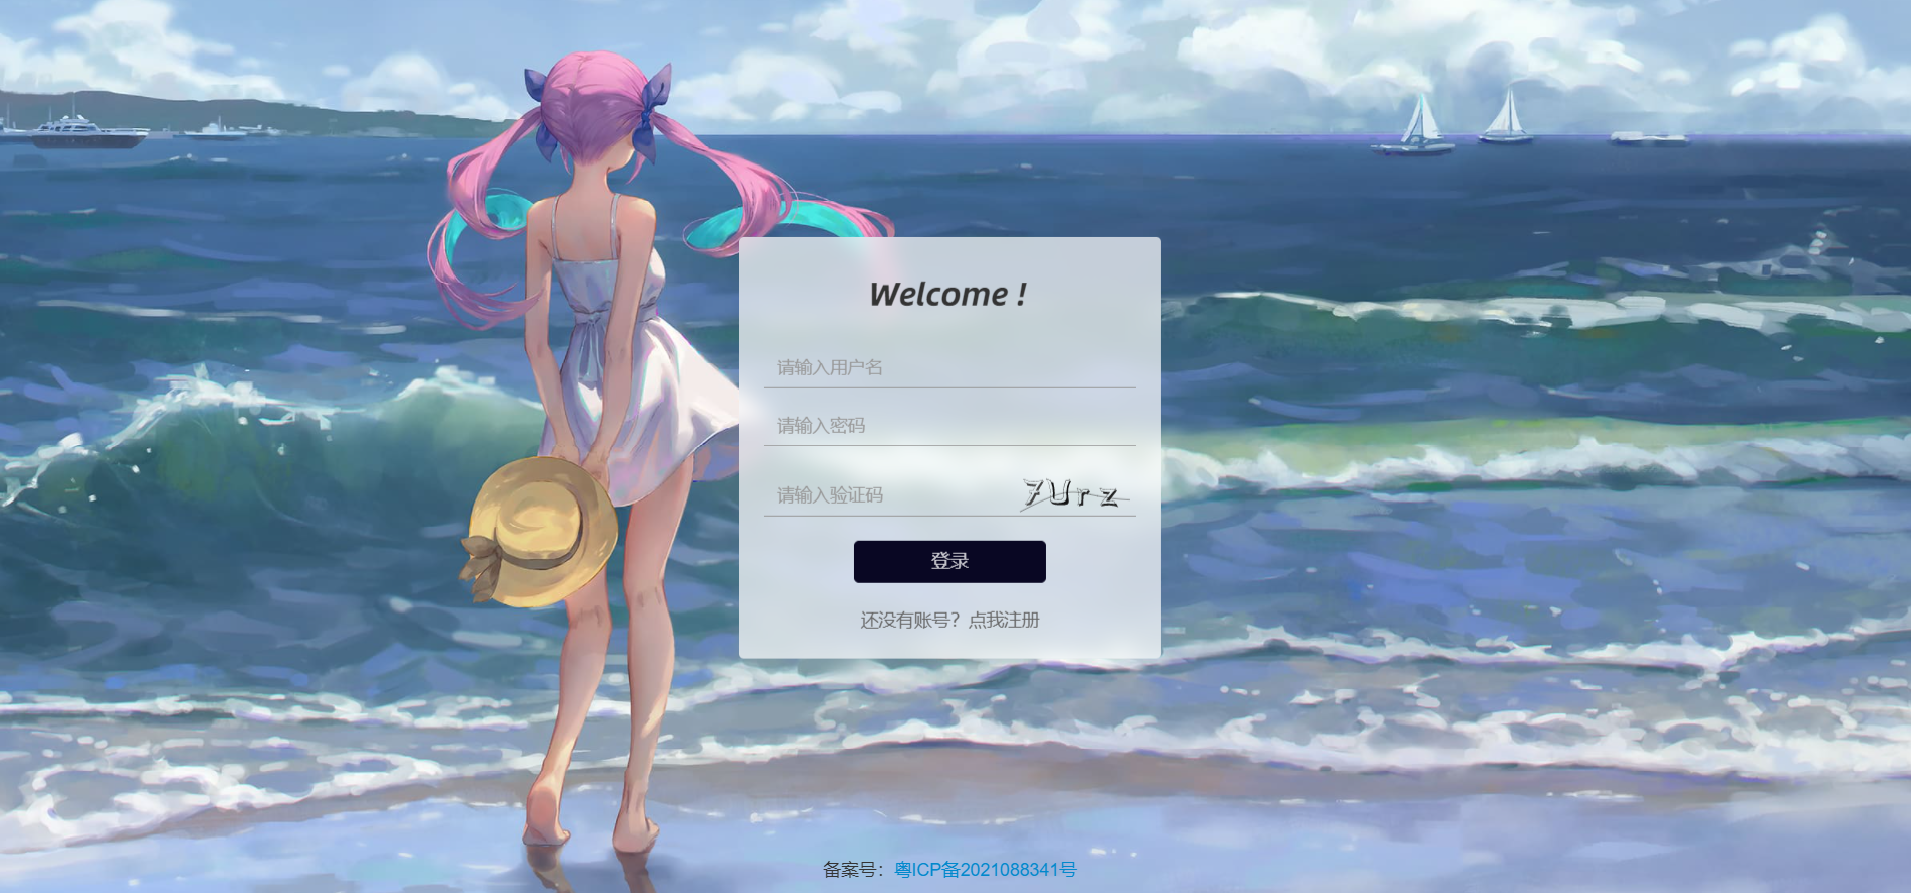 Welcome !
请输入用户名
请输入密码
请输入验证码 7Urz
登录
还没有账号？点我注册
备案号：粤ICP备2021088341号